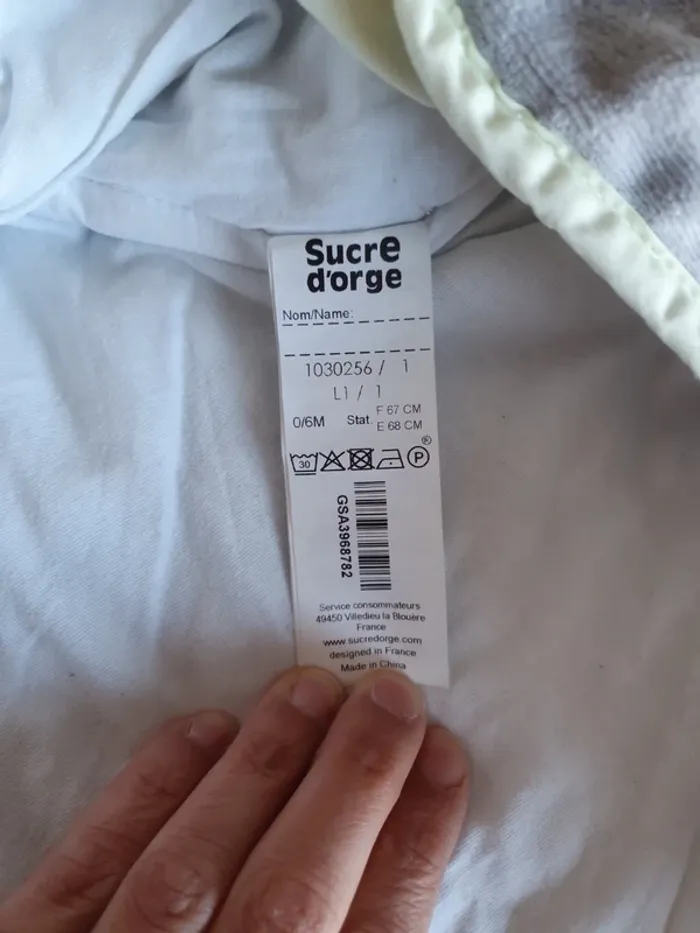 Sucre
d'orge
Nom/Name:
1030256 / 1
L1 / 1
0/6M Stat. F 67 CM
E 68 CM
®
30 P
GSA3968782
Service consommateurs
49450 Villedieu la Blouère
France
www.sucredorge.com
designed in France
Made in China